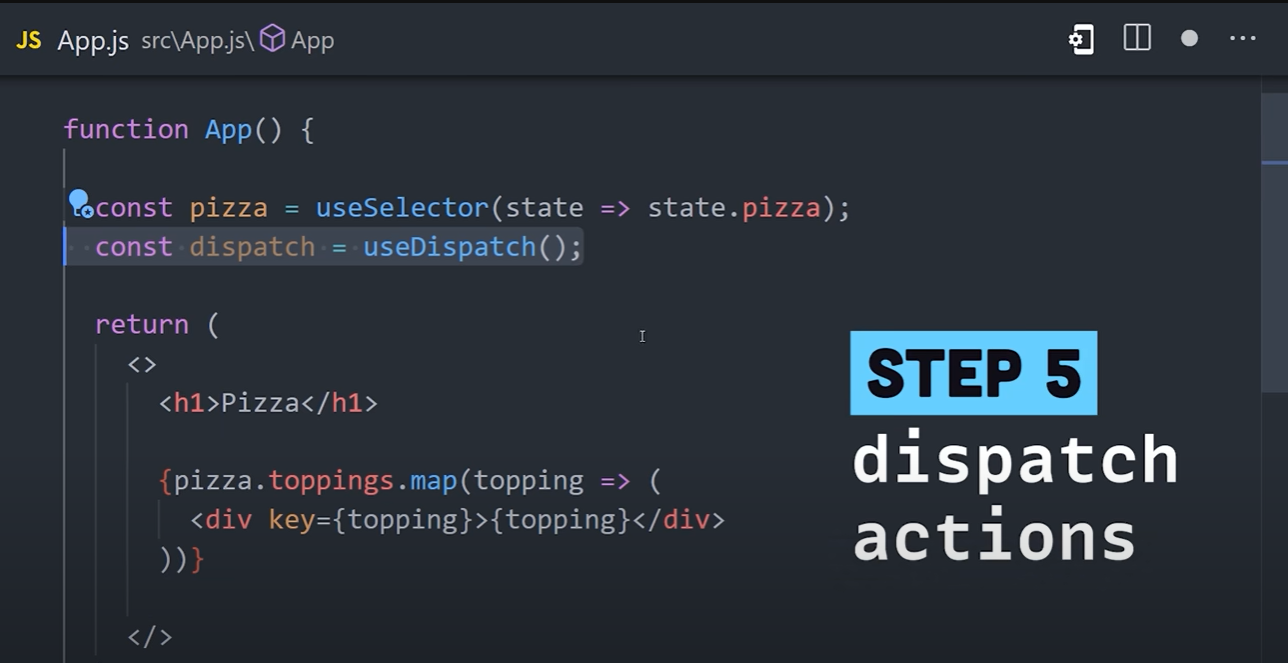 JS App.js src\App.js\ App
function App() {
const pizza = useSelector(state => state.pizza);
const dispatch = useDispatch();
return (
<>
<h1>Pizza</h1>
{pizza.toppings.map(topping => (
<div key={topping}>{topping}</div>
))}
</>
STEP 5
dispatch
actions